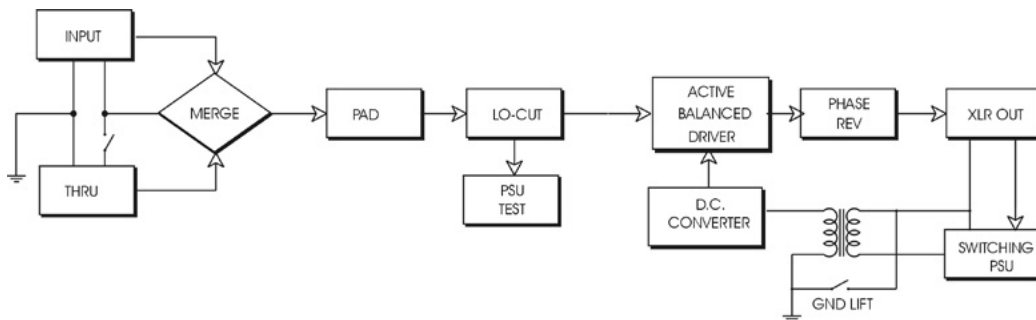 INPUT
MERGE
THRU
PAD
LO-CUT
PSU
TEST
ACTIVE
BALANCED
DRIVER
D.C.
CONVERTER
PHASE
REV
XLR OUT
SWITCHING
PSU
GND LIFT